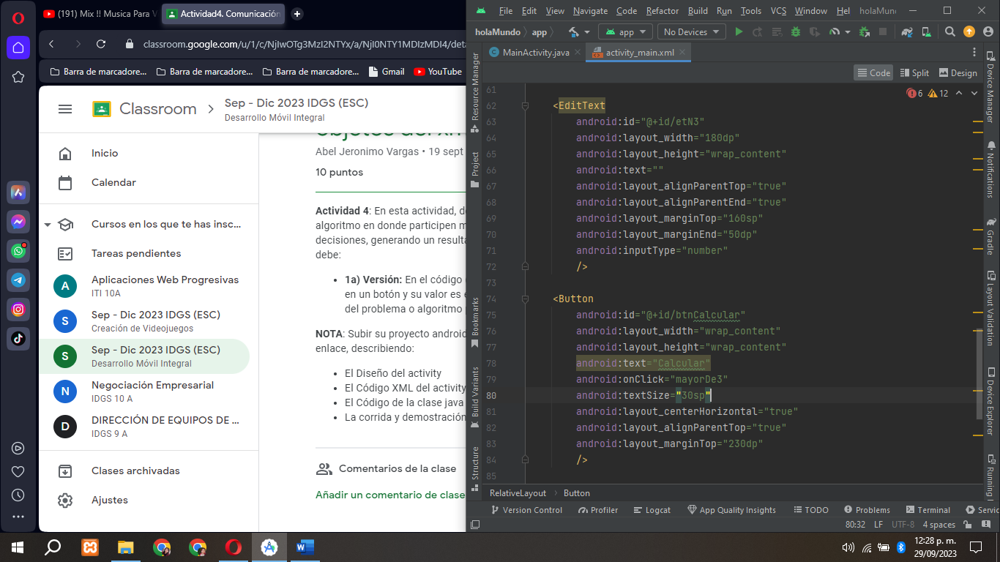 (191) Mix !! Musica Para V
Actividad4. Comunicación
classroom.google.com/u/1/c/NjIwOTg3MzI2NTYx/a/NjI0NTY1MDIzMDI4/deta
Barra de marcadore...
Barra de marcadore...
Barra de marcadore...
Gmail
YouTube
Classroom
Sep - Dic 2023 IDGS (ESC)
Desarrollo Móvil Integral
Inicio
Calendar
Cursos en los que te has insc...
Tareas pendientes
A
Aplicaciones Web Progresivas
ITI 10A
S
Sep - Dic 2023 IDGS (ESC)
Creación de Videojuegos
S
Sep - Dic 2023 IDGS (ESC)
Desarrollo Móvil Integral
N
Negociación Empresarial
IDGS 10 A
D
DIRECCIÓN DE EQUIPOS DE ...
IDGS 9 A
Clases archivadas
Ajustes
Abel Jeronimo Vargas • 19 sept
10 puntos
Actividad 4: En esta actividad, d
algoritmo en donde participen m
decisiones, generando un resulta
debe:
• 1a) Versión: En el código
en un botón y su valor es e
del problema o algoritmo
NOTA: Subir su proyecto android
enlace, describiendo:
• El Diseño del activity
• El Código XML del activity
• El Código de la clase java
• La corrida y demostración
Comentarios de la clase
Añadir un comentario de clase
File Edit View Navigate Code Refactor Build Run Tools VCS Window Hel holaMund
holaMundo app
app
No Devices
MainActivity.java
activity_main.xml
Code
Split
Design
6
12
61
62 <EditText
63 android:id="@+id/etN3"
64 android:layout_width="180dp"
65 android:layout_height="wrap_content"
66 android:text=""
67 android:layout_alignParentTop="true"
68 android:layout_alignParentEnd="true"
69 android:layout_marginTop="160sp"
70 android:layout_marginEnd="50dp"
71 android:inputType="number"
72 />
73
74 <Button
75 android:id="@+id/btnCalcular"
76 android:layout_width="wrap_content"
77 android:layout_height="wrap_content"
78 android:text="Calcular"
79 android:onClick="mayorDe3"
80 android:textSize="30sp"
81 android:layout_centerHorizontal="true"
82 android:layout_alignParentTop="true"
83 android:layout_marginTop="230dp"
84 />
85
Resource Manager
Project
Bookmarks
Build Variants
Structure
Device Manager
Notifications
Gradle
Layout Validation
Device Explorer
Running
RelativeLayout
Button
Version Control
Profiler
Logcat
App Quality Insights
TODO
Problems
Terminal
Servic
80:32 LF UTF-8 4 spaces
12:28 p. m.
29/09/2023